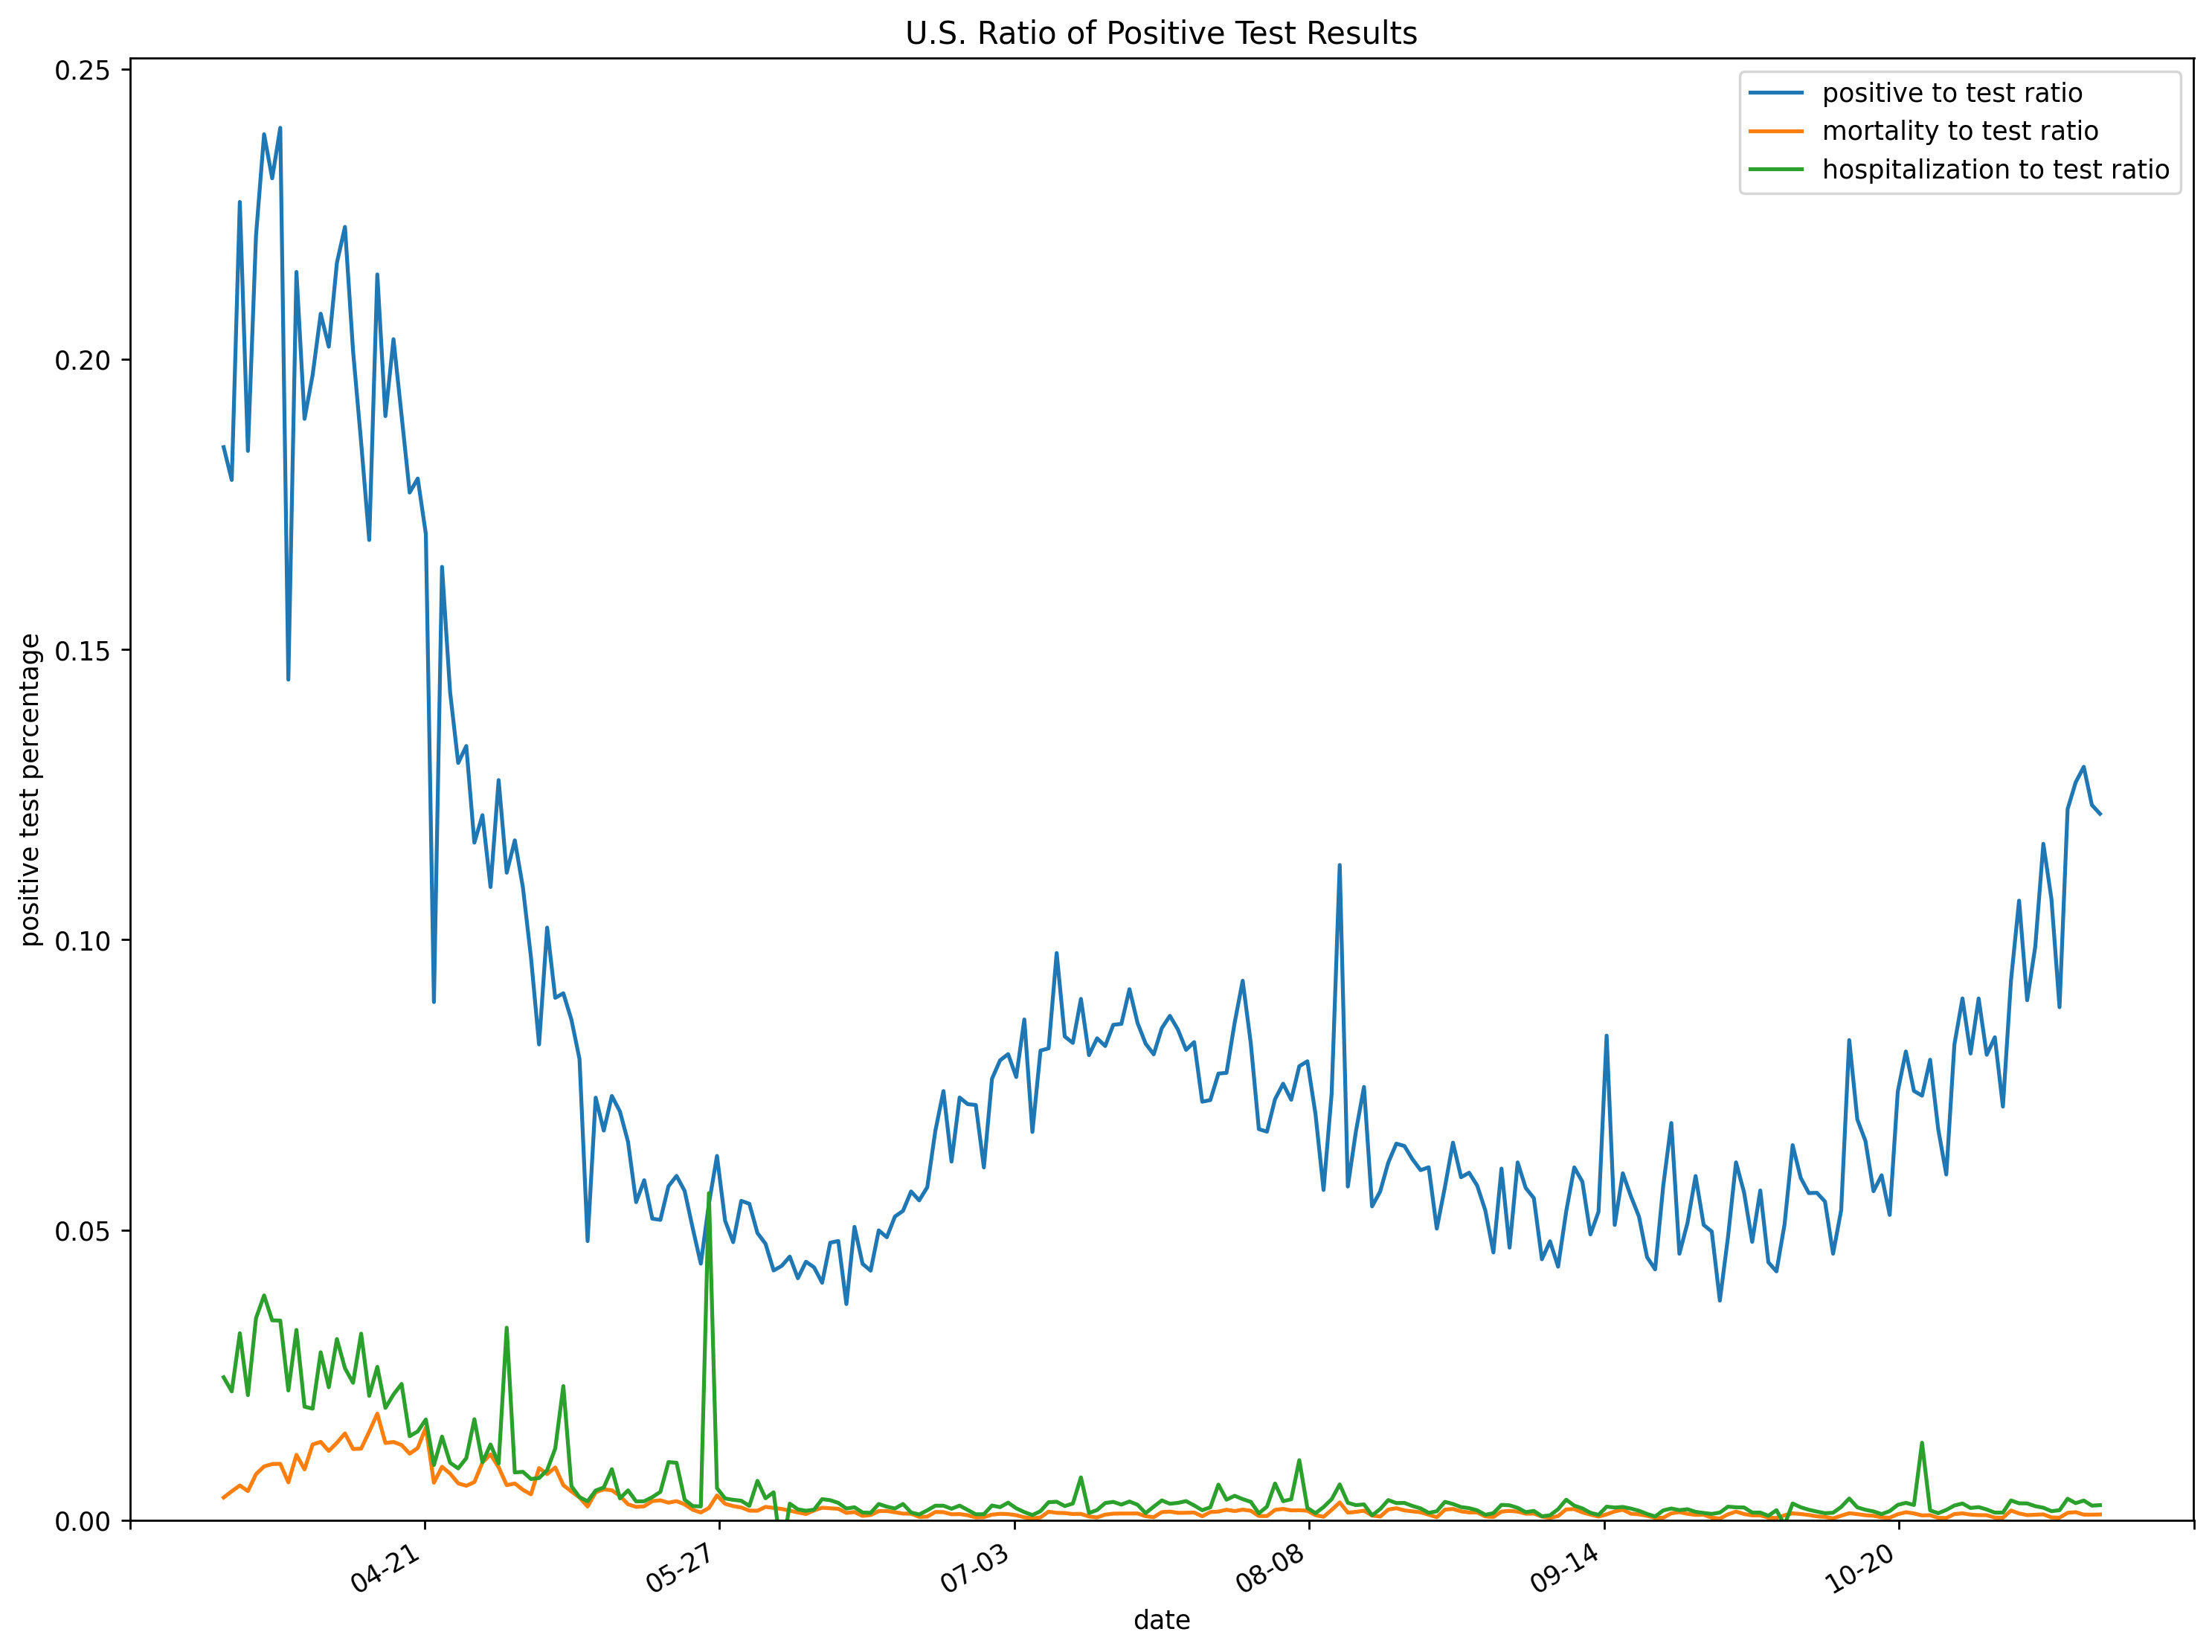 U.S. Ratio of Positive Test Results
positive to test ratio
mortality to test ratio
hospitalization to test ratio
positive test percentage
0.25
0.20
0.15
0.10
0.05
0.00
04-21
05-27
07-03
08-08
09-14
10-20
date